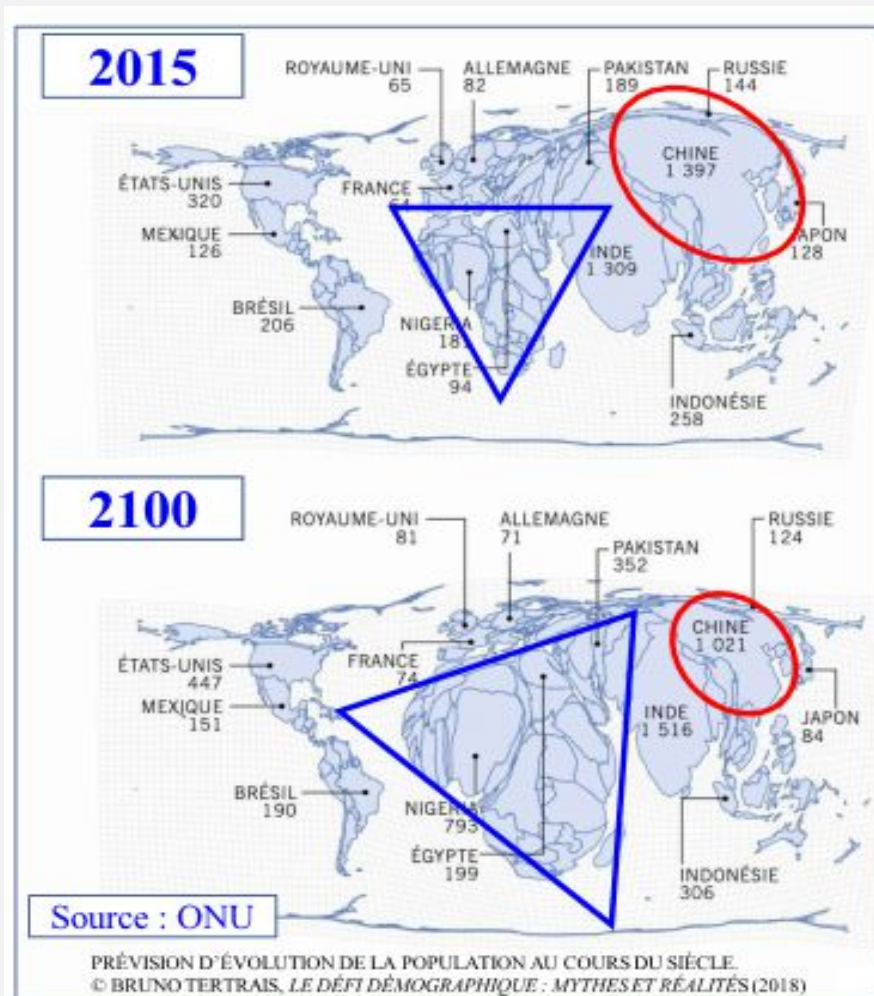 2015
ROYAUME-UNI
65
ALLEMAGNE
82
PAKISTAN
189
RUSSIE
144
CHINE
1 397
ÉTATS-UNIS
320
FRANCE
64
MEXIQUE
126
INDE
1 309
JAPON
128
BRÉSIL
206
NIGERIA
181
ÉGYPTE
94
INDONÉSIE
258
2100
ROYAUME-UNI
81
ALLEMAGNE
71
PAKISTAN
352
RUSSIE
124
CHINE
1 021
FRANCE
74
ÉTATS-UNIS
447
MEXIQUE
151
INDE
1 516
JAPON
84
BRÉSIL
190
NIGERIA
793
ÉGYPTE
199
INDONÉSIE
306
Source : ONU
PRÉVISION D'ÉVOLUTION DE LA POPULATION AU COURS DU SIÈCLE.
© BRUNO TERTRAIS, LE DÉFI DÉMOGRAPHIQUE : MYTHES ET RÉALITÉS (2018)